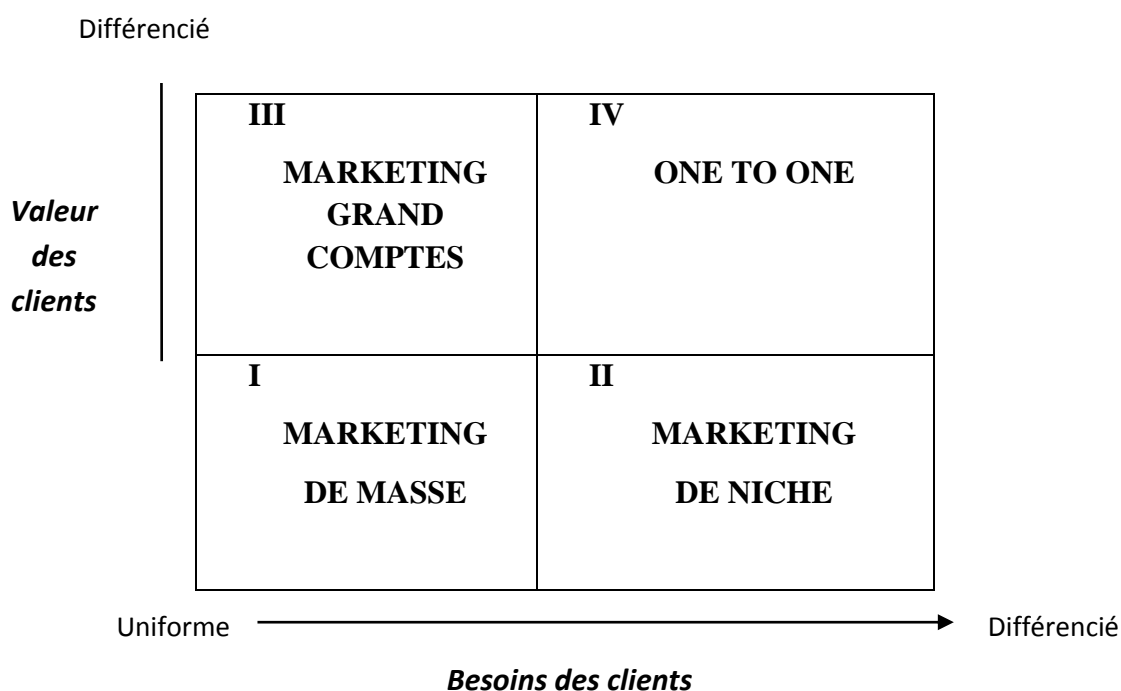 Différencié
Valeur
des
clients
III
MARKETING
GRAND
COMPTES
IV
ONE TO ONE
I
MARKETING
DE MASSE
II
MARKETING
DE NICHE
Uniforme
Différencié
Besoins des clients